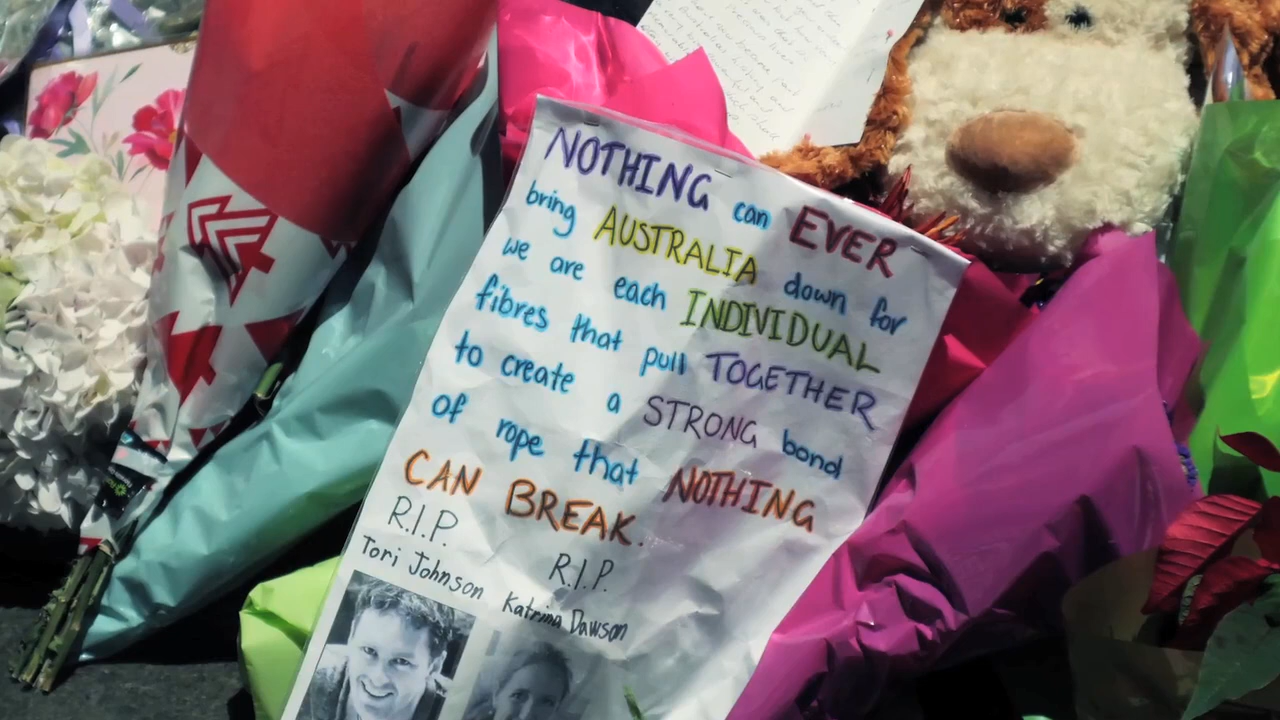 NOTHING can EVER
bring AUSTRALIA down for
we are each INDIVIDUAL
fibres that pull TOGETHER
to create a STRONG bond
of rope that NOTHING
CAN BREAK.
R.I.P. R.I.P.
Tori Johnson Katrina Dawson